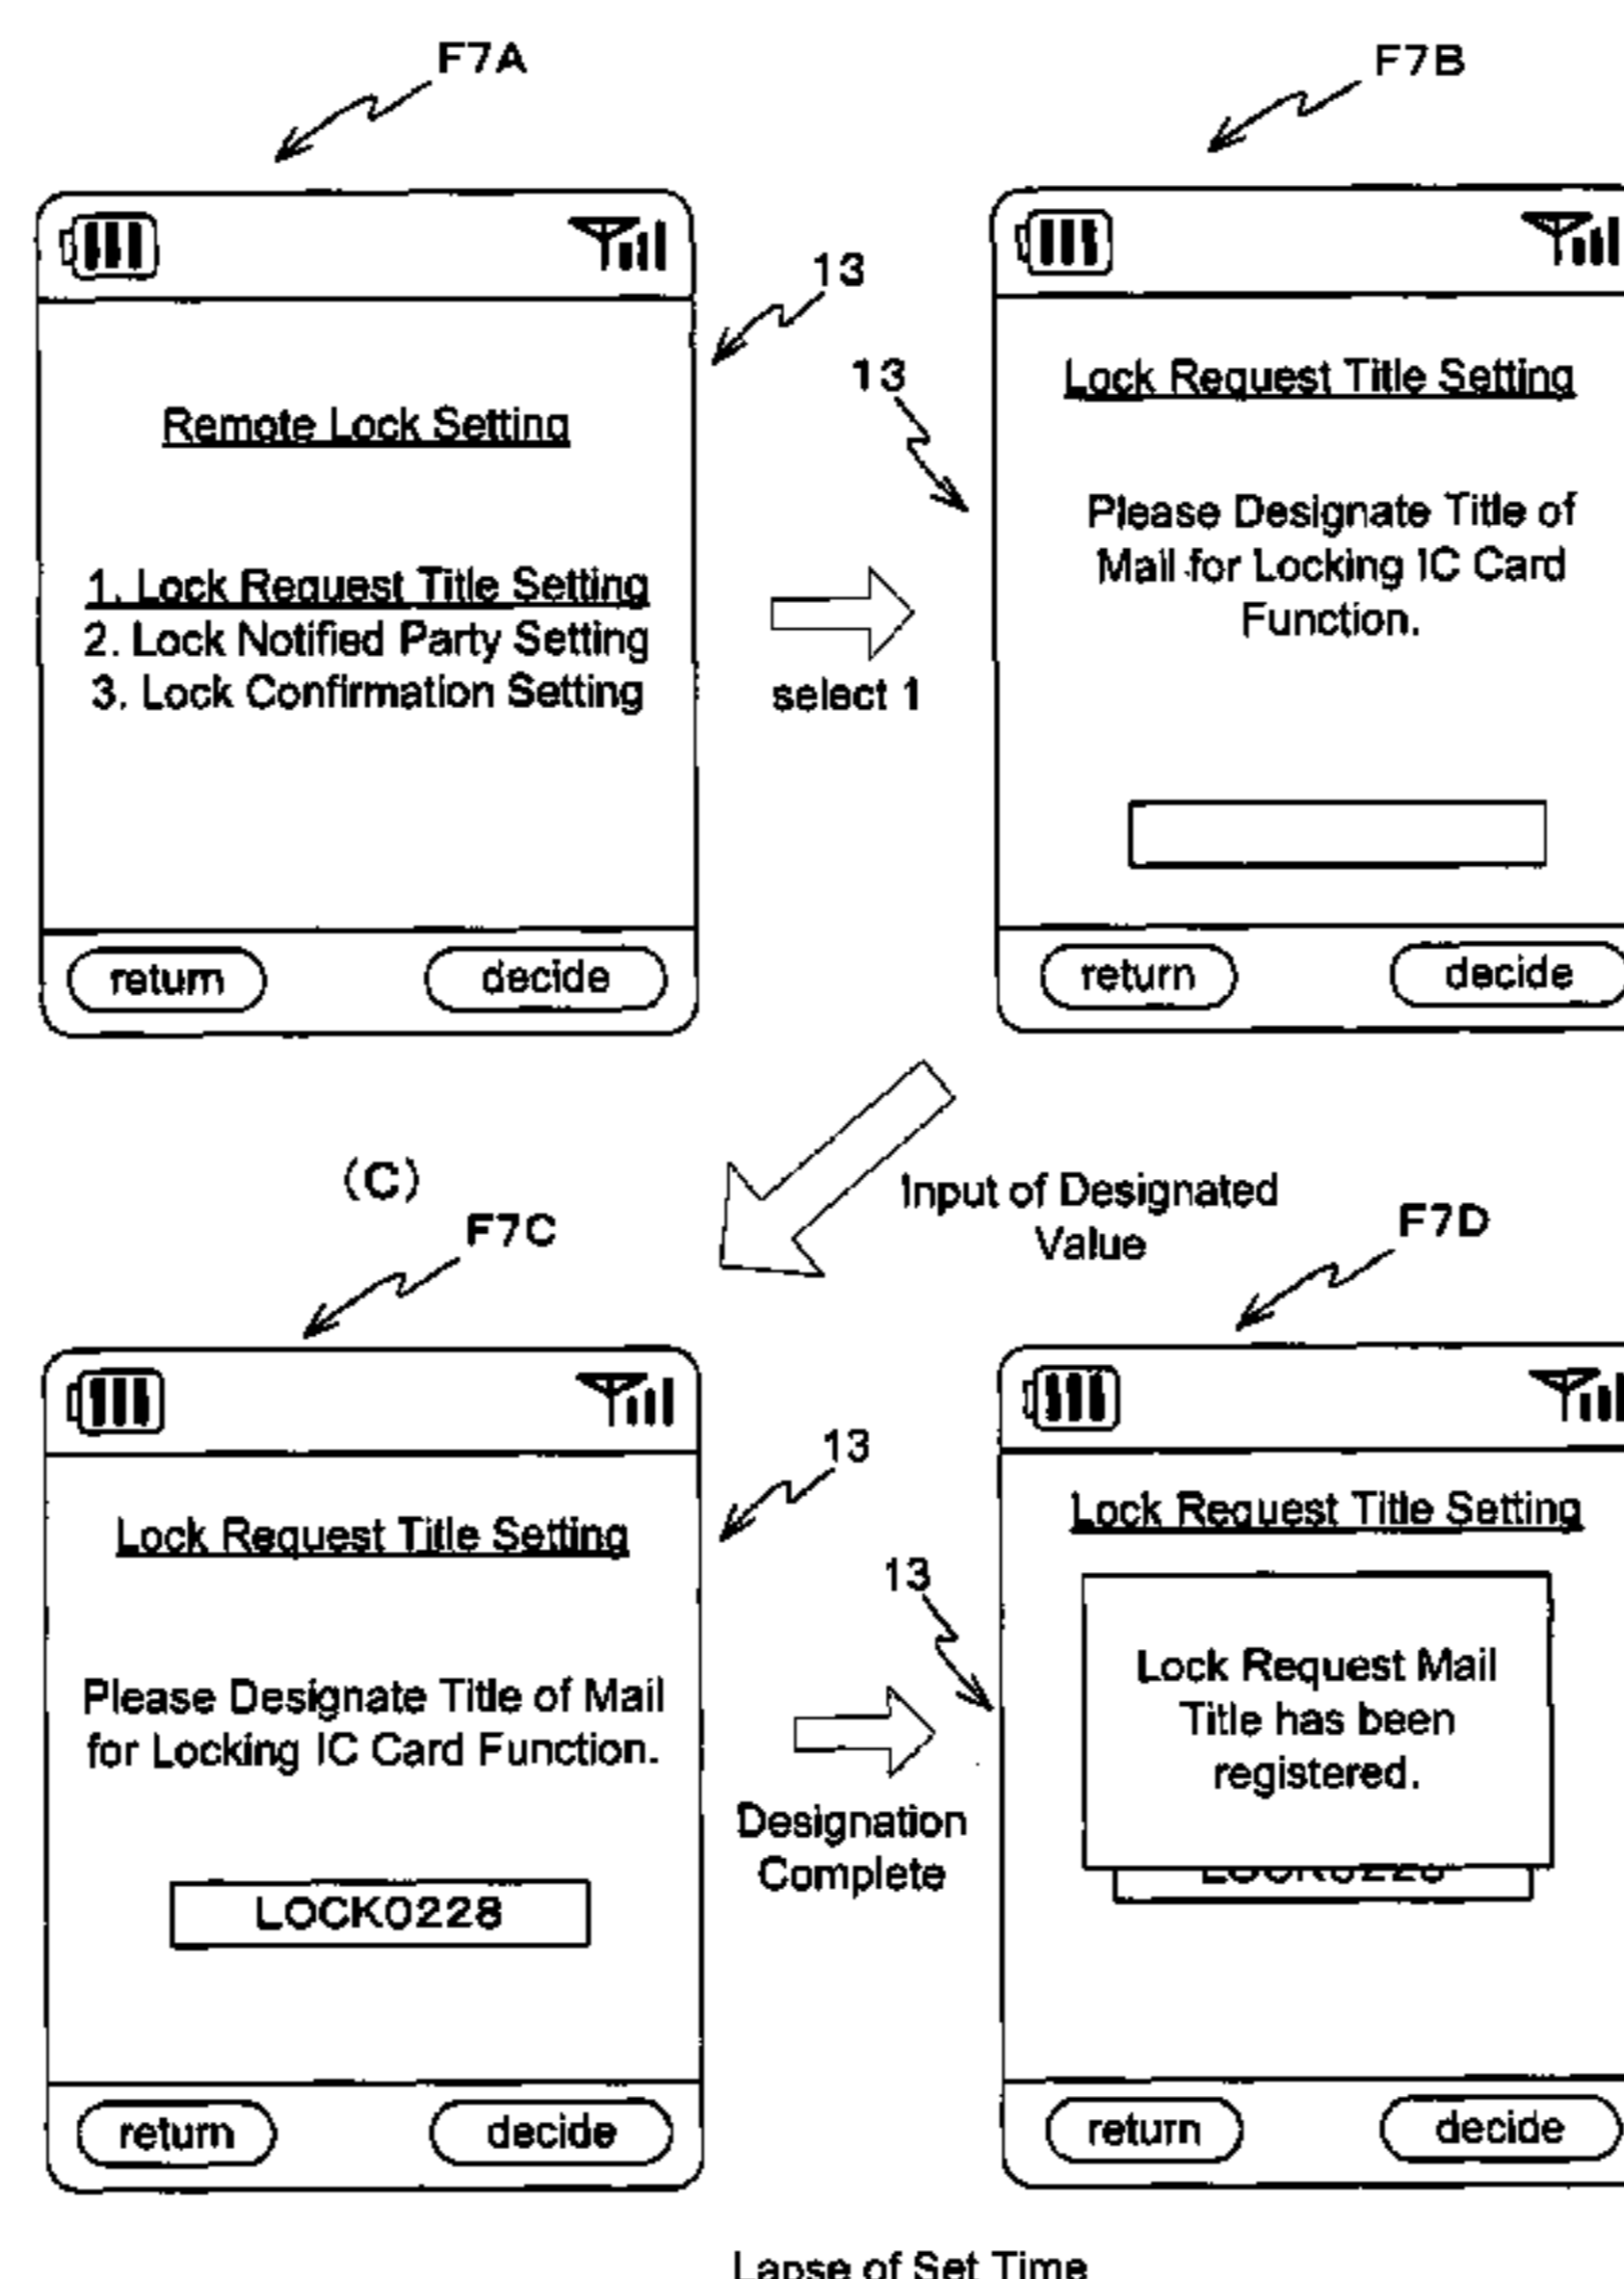 F7A
F7B
13
13
Remote Lock Setting
1. Lock Request Title Setting
2. Lock Notified Party Setting
3. Lock Confirmation Setting
return
decide
select 1
Lock Request Title Setting
Please Designate Title of
Mail for Locking IC Card
Function.
return
decide
Input of Designated
Value
(C)
F7C
F7D
13
Lock Request Title Setting
Please Designate Title of Mail
for Locking IC Card Function.
LOCK0228
return
decide
Designation
Complete
13
Lock Request Title Setting
Lock Request Mail
Title has been
registered.
LOCK0228
return
decide
Lapse of Set Time